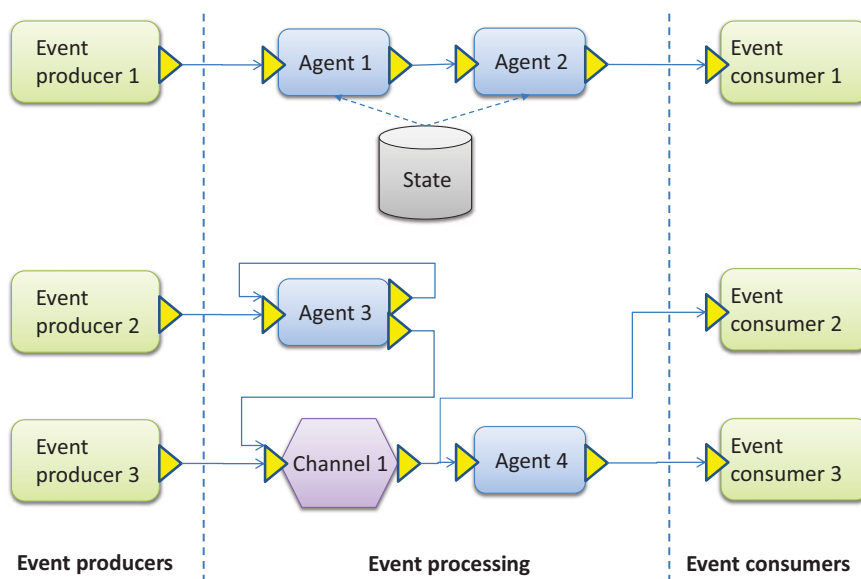 Event
producer 1
Agent 1
Agent 2
Event
consumer 1
State
Event
producer 2
Agent 3
Event
consumer 2
Event
producer 3
Channel 1
Agent 4
Event
consumer 3
Event producers
Event processing
Event consumers